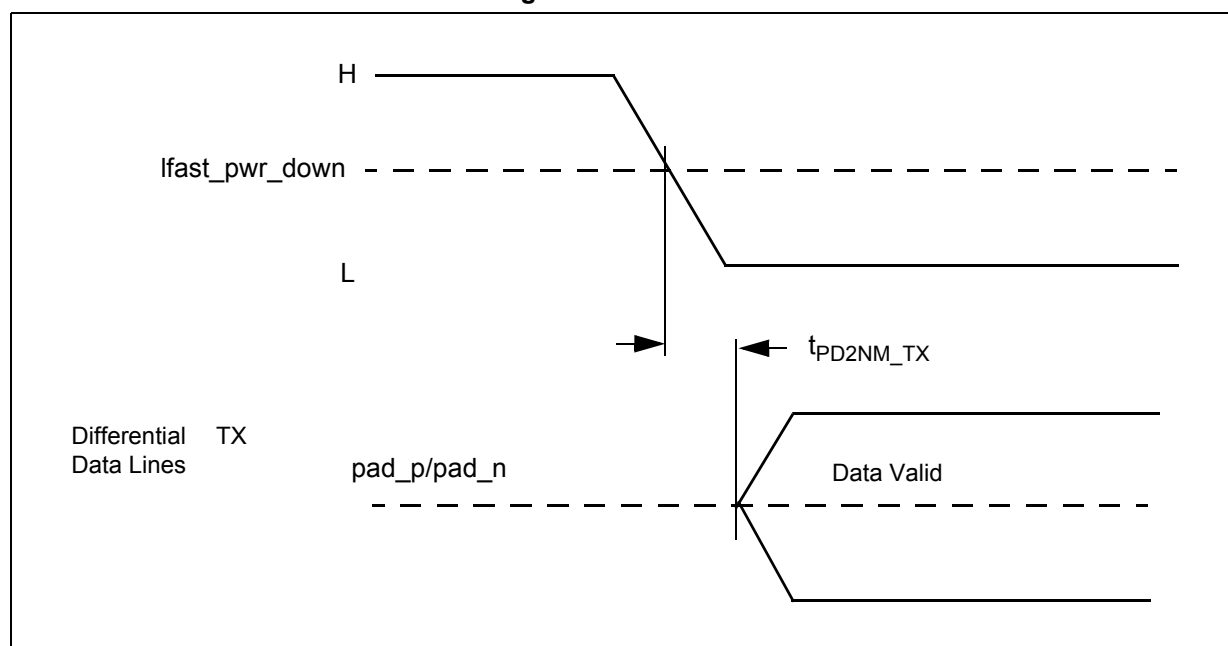 H
lfast_pwr_down
L
tPD2NM_TX
Differential TX
Data Lines
pad_p/pad_n
Data Valid